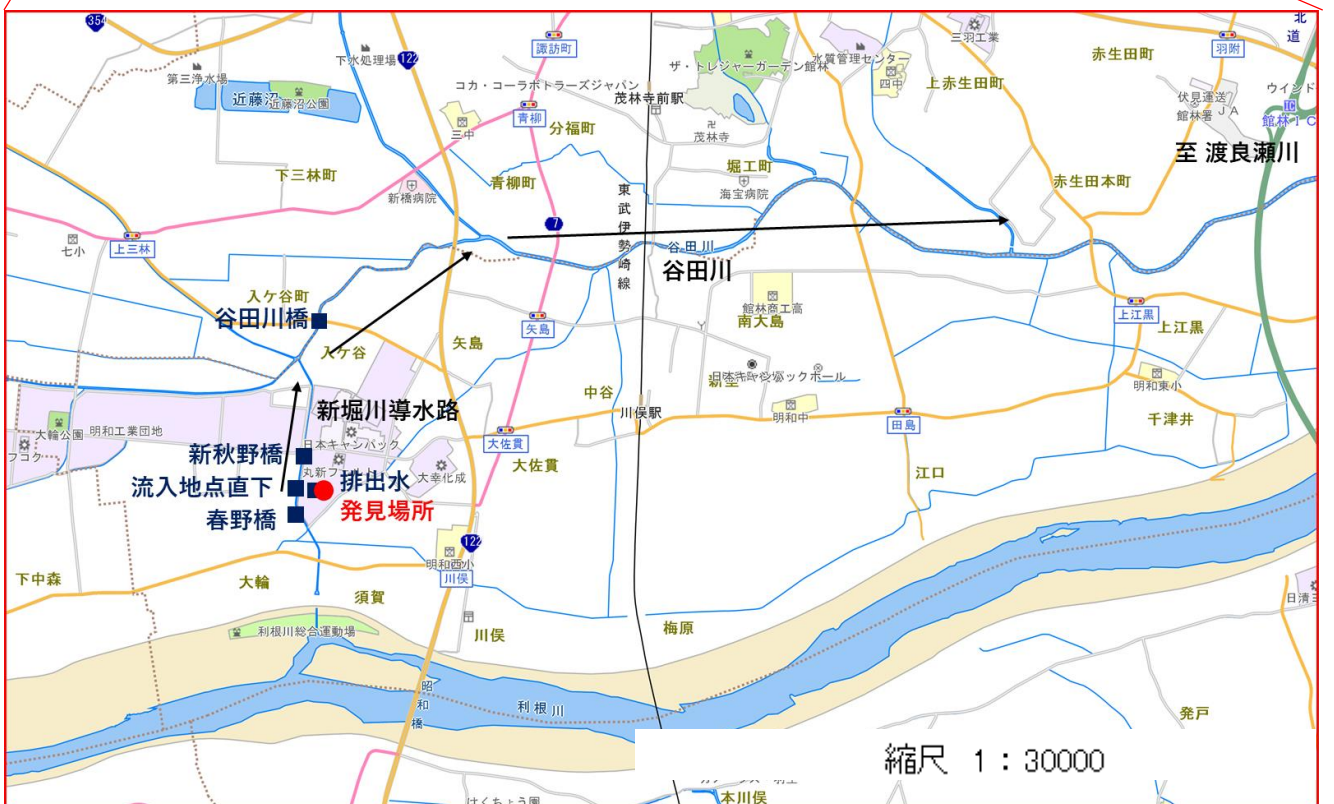 354
122
下水処理場
第三浄水場
近藤沼
近藤沼公園
諏訪町
コカ・コーラボトラーズジャパン
茂林寺前駅
ザ・トレジャーガーデン館林
水質管理センター
四中
三羽工業
上赤生田町
赤生田町
羽附
北
道
ウインド
伏見運送
館林署
JA
IC
館林IC
至 渡良瀬川
三中
青柳
分福町
卍
茂林寺
堀工町
海宝病院
赤生田本町
下三林町
新橋病院
青柳町
東武伊勢崎線
7
七小
上三林
谷田川
谷田川
入ケ谷町
谷田川橋
入ケ谷
矢島
矢島
館林商工高
南大島
上江黒
上江黒
明和東小
千津井
中谷
川俣駅
明和中
田島
新堀川導水路
大輪公園
明和工業団地
フコク
日本キャンパック
大幸化成
大佐貫
大佐貫
江口
新秋野橋
流入地点直下
春野橋
排出水
発見場所
122
明和西小
川俣
下中森
大輪
須賀
利根川総合運動場
川俣
梅原
昭和橋
利根川
発戸
縮尺 1:30000
本川俣
はくちょう園